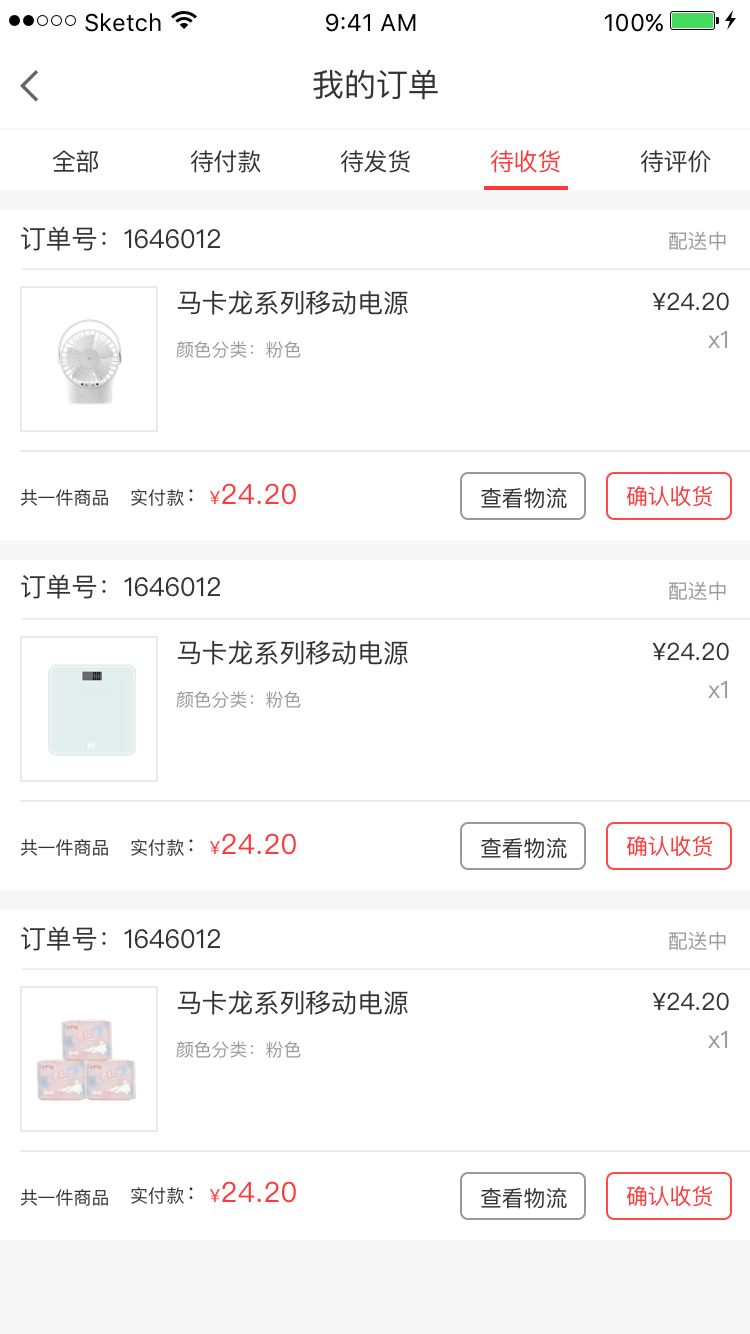 Sketch 9:41 AM 100%
我的订单
全部 待付款 待发货 待收货 待评价
订单号：1646012 配送中
马卡龙系列移动电源 ¥24.20
颜色分类：粉色 x1
共一件商品 实付款：¥24.20 查看物流 确认收货
订单号：1646012 配送中
马卡龙系列移动电源 ¥24.20
颜色分类：粉色 x1
共一件商品 实付款：¥24.20 查看物流 确认收货
订单号：1646012 配送中
马卡龙系列移动电源 ¥24.20
颜色分类：粉色 x1
共一件商品 实付款：¥24.20 查看物流 确认收货